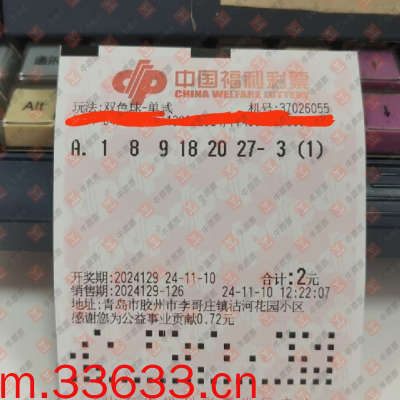 中国福利彩票
CHINA WELFARE LOTTERY
玩法:双色球-单式 机号:37026055
A. 1 8 9 18 20 27- 3 (1)
开奖期:2024129 24-11-10 合计:2元
销售期:2024129-126 24-11-10 12:22:07
地址:青岛市胶州市李哥庄镇沽河花园小区
感谢您为公益事业贡献0.72元
m.33633.cn
Alt